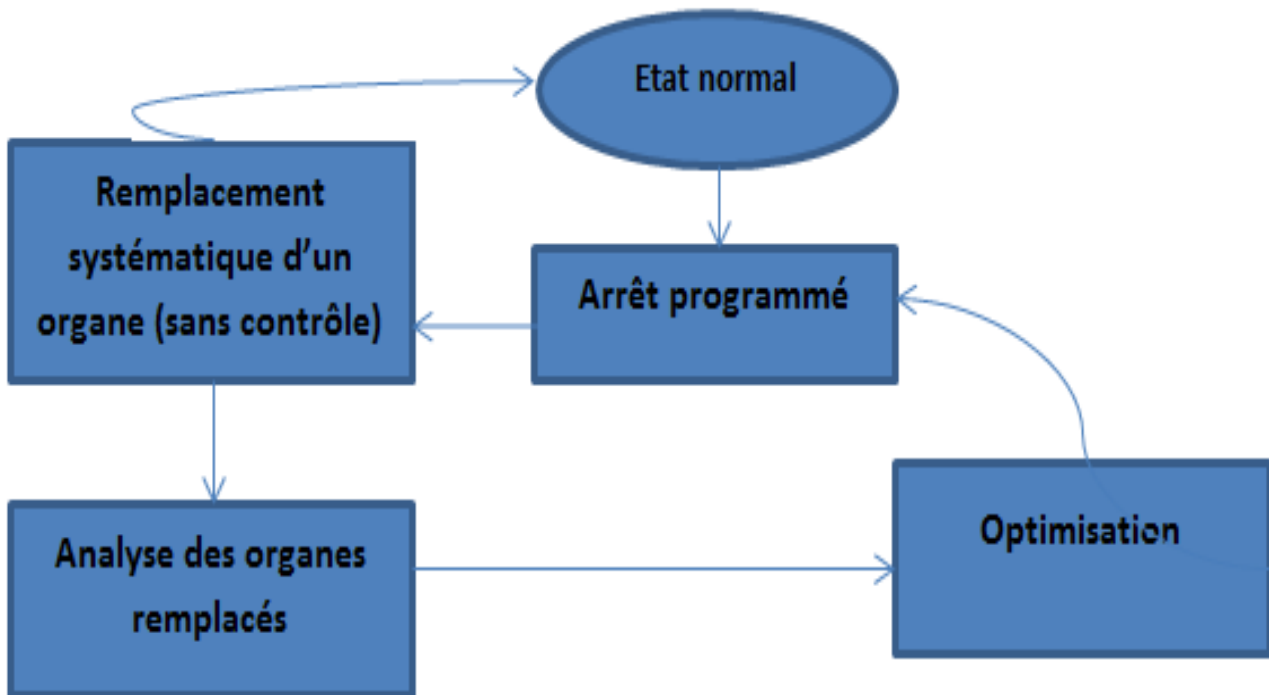 Etat normal
Remplacement
systématique d’un
organe (sans contrôle)
Arrêt programmé
Analyse des organes
remplacés
Optimisation